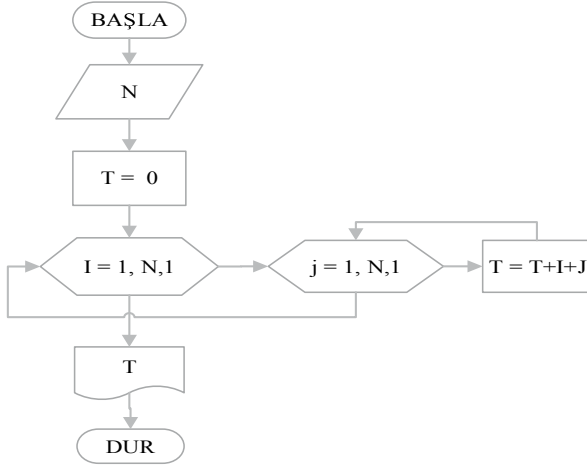 BAŞLA
N
T = 0
I = 1, N,1
j = 1, N,1
T = T+I+J
T
DUR